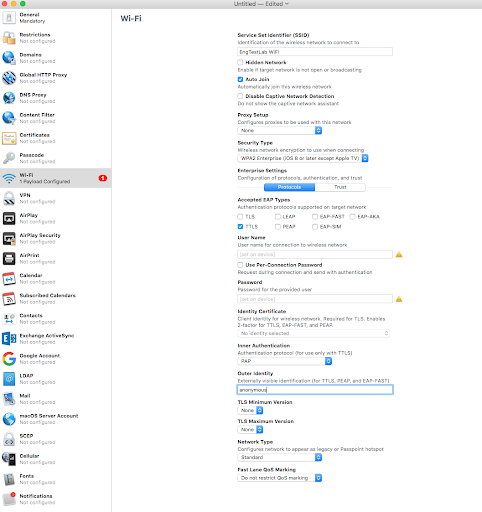 Untitled — Edited
General
Mandatory
Restrictions
Not configured
Domains
Not configured
Global HTTP Proxy
Not configured
DNS Proxy
Not configured
Content Filter
Not configured
Certificates
Not configured
Passcode
Not configured
Wi-Fi
1 Payload Configured
1
VPN
Not configured
AirPlay
Not configured
AirPlay Security
Not configured
AirPrint
Not configured
Calendar
Not configured
Subscribed Calendars
Not configured
Contacts
Not configured
Exchange ActiveSync
Not configured
Google Account
Not configured
LDAP
Not configured
Mail
Not configured
macOS Server Account
Not configured
SCEP
Not configured
Cellular
Not configured
Fonts
Not configured
Notifications
Not configured
Wi-Fi
Service Set Identifier (SSID)
Identification of the wireless network to connect to
EngTestLab WiFi
Hidden Network
Enable if target network is not open or broadcasting
Auto Join
Automatically join this wireless network
Disable Captive Network Detection
Do not show the captive network assistant
Proxy Setup
Configures proxies to be used with this network
None
Security Type
Wireless network encryption to use when connecting
WPA2 Enterprise (iOS 8 or later except Apple TV)
Enterprise Settings
Configuration of protocols, authentication, and trust
Protocols Trust
Accepted EAP Types
Authentication protocols supported on target network
TLS LEAP EAP-FAST EAP-AKA
TTLS PEAP EAP-SIM
User Name
User name for connection to wireless network
[set on device]
Use Per-Connection Password
Request during connection and send with authentication
Password
Password for the provided user
[set on device]
Identity Certificate
Client identity for wireless network. Required for TLS. Enables
2-factor for TTLS, EAP-FAST, and PEAP.
No identity selected
Inner Authentication
Authentication protocol (for use only with TTLS)
PAP
Outer Identity
Externally visible identification (for TTLS, PEAP, and EAP-FAST)
anonymous
TLS Minimum Version
None
TLS Maximum Version
None
Network Type
Configures network to appear as legacy or Passpoint hotspot
Standard
Fast Lane QoS Marking
Do not restrict QoS marking